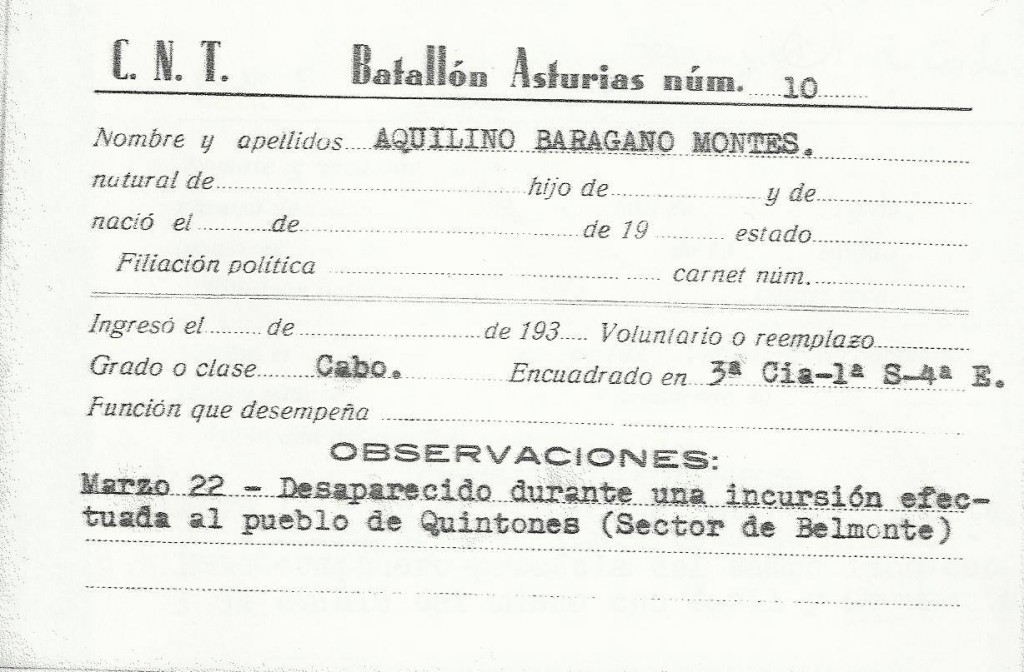 C. N. T. Batallón Asturias núm. 10
Nombre y apellidos AQUILINO BARAGANO MONTES.
natural de hijo de y de
nació el de de 19 estado
Filiación política carnet núm.
Ingresó el de de 193 Voluntario o reemplazo
Grado o clase Cabo. Encuadrado en 3ª Cia-1ª S-4ª E.
Función que desempeña
OBSERVACIONES:
Marzo 22 - Desaparecido durante una incursión efec-
tuada al pueblo de Quintones (Sector de Belmonte)